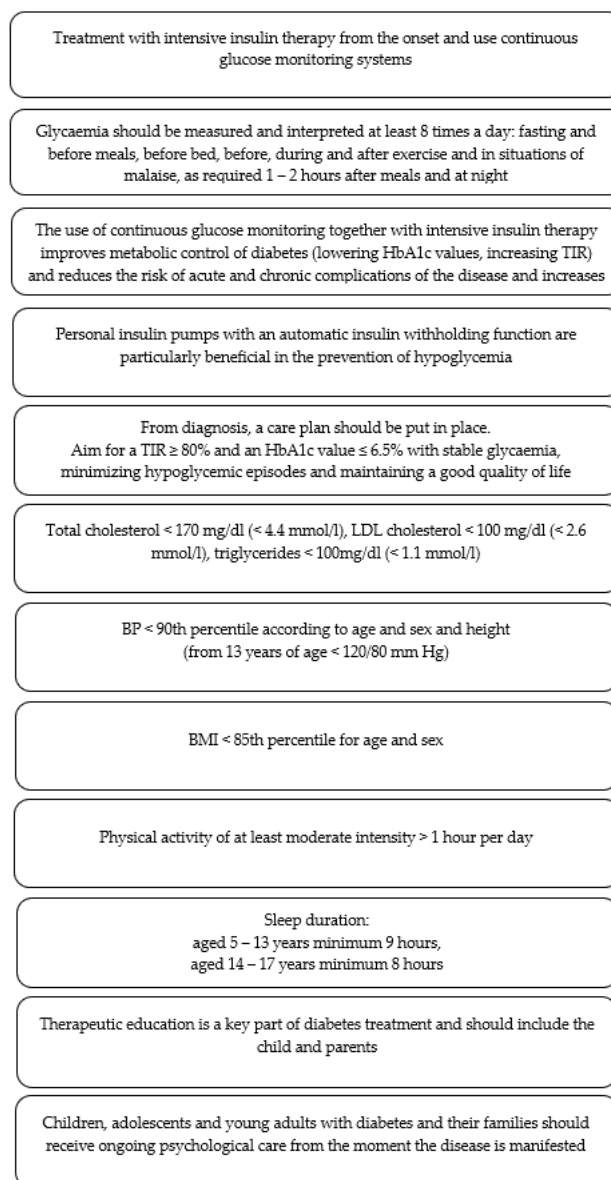 Treatment with intensive insulin therapy from the onset and use continuous
glucose monitoring systems
Glycaemia should be measured and interpreted at least 8 times a day: fasting and
before meals, before bed, before, during and after exercise and in situations of
malaise, as required 1 – 2 hours after meals and at night
The use of continuous glucose monitoring together with intensive insulin therapy
improves metabolic control of diabetes (lowering HbA1c values, increasing TIR)
and reduces the risk of acute and chronic complications of the disease and increases
Personal insulin pumps with an automatic insulin withholding function are
particularly beneficial in the prevention of hypoglycemia
From diagnosis, a care plan should be put in place.
Aim for a TIR ≥ 80% and an HbA1c value ≤ 6.5% with stable glycaemia,
minimizing hypoglycemic episodes and maintaining a good quality of life
Total cholesterol < 170 mg/dl (< 4.4 mmol/l), LDL cholesterol < 100 mg/dl (< 2.6
mmol/l), triglycerides < 100mg/dl (< 1.1 mmol/l)
BP < 90th percentile according to age and sex and height
(from 13 years of age < 120/80 mm Hg)
BMI < 85th percentile for age and sex
Physical activity of at least moderate intensity > 1 hour per day
Sleep duration:
aged 5 – 13 years minimum 9 hours,
aged 14 – 17 years minimum 8 hours
Therapeutic education is a key part of diabetes treatment and should include the
child and parents
Children, adolescents and young adults with diabetes and their families should
receive ongoing psychological care from the moment the disease is manifested